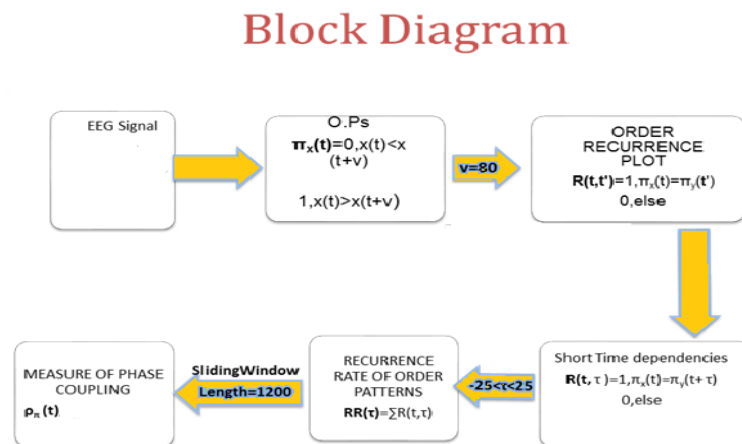 Block Diagram
EEG Signal
O.Ps
πx(t)=0,x(t)<x
(t+v)
1,x(t)>x(t+v)
v=80
ORDER
RECURRENCE
PLOT
R(t,t')=1,πx(t)=πy(t')
0,else
Short Time dependencies
R(t,τ)=1,πx(t)=πy(t+τ)
0,else
-25<τ<25
RECURRENCE
RATE OF ORDER
PATTERNS
RR(τ)=∑R(t,τ)
SlidingWindow
Length=1200
MEASURE OF PHASE
COUPLING
ρπ(t)